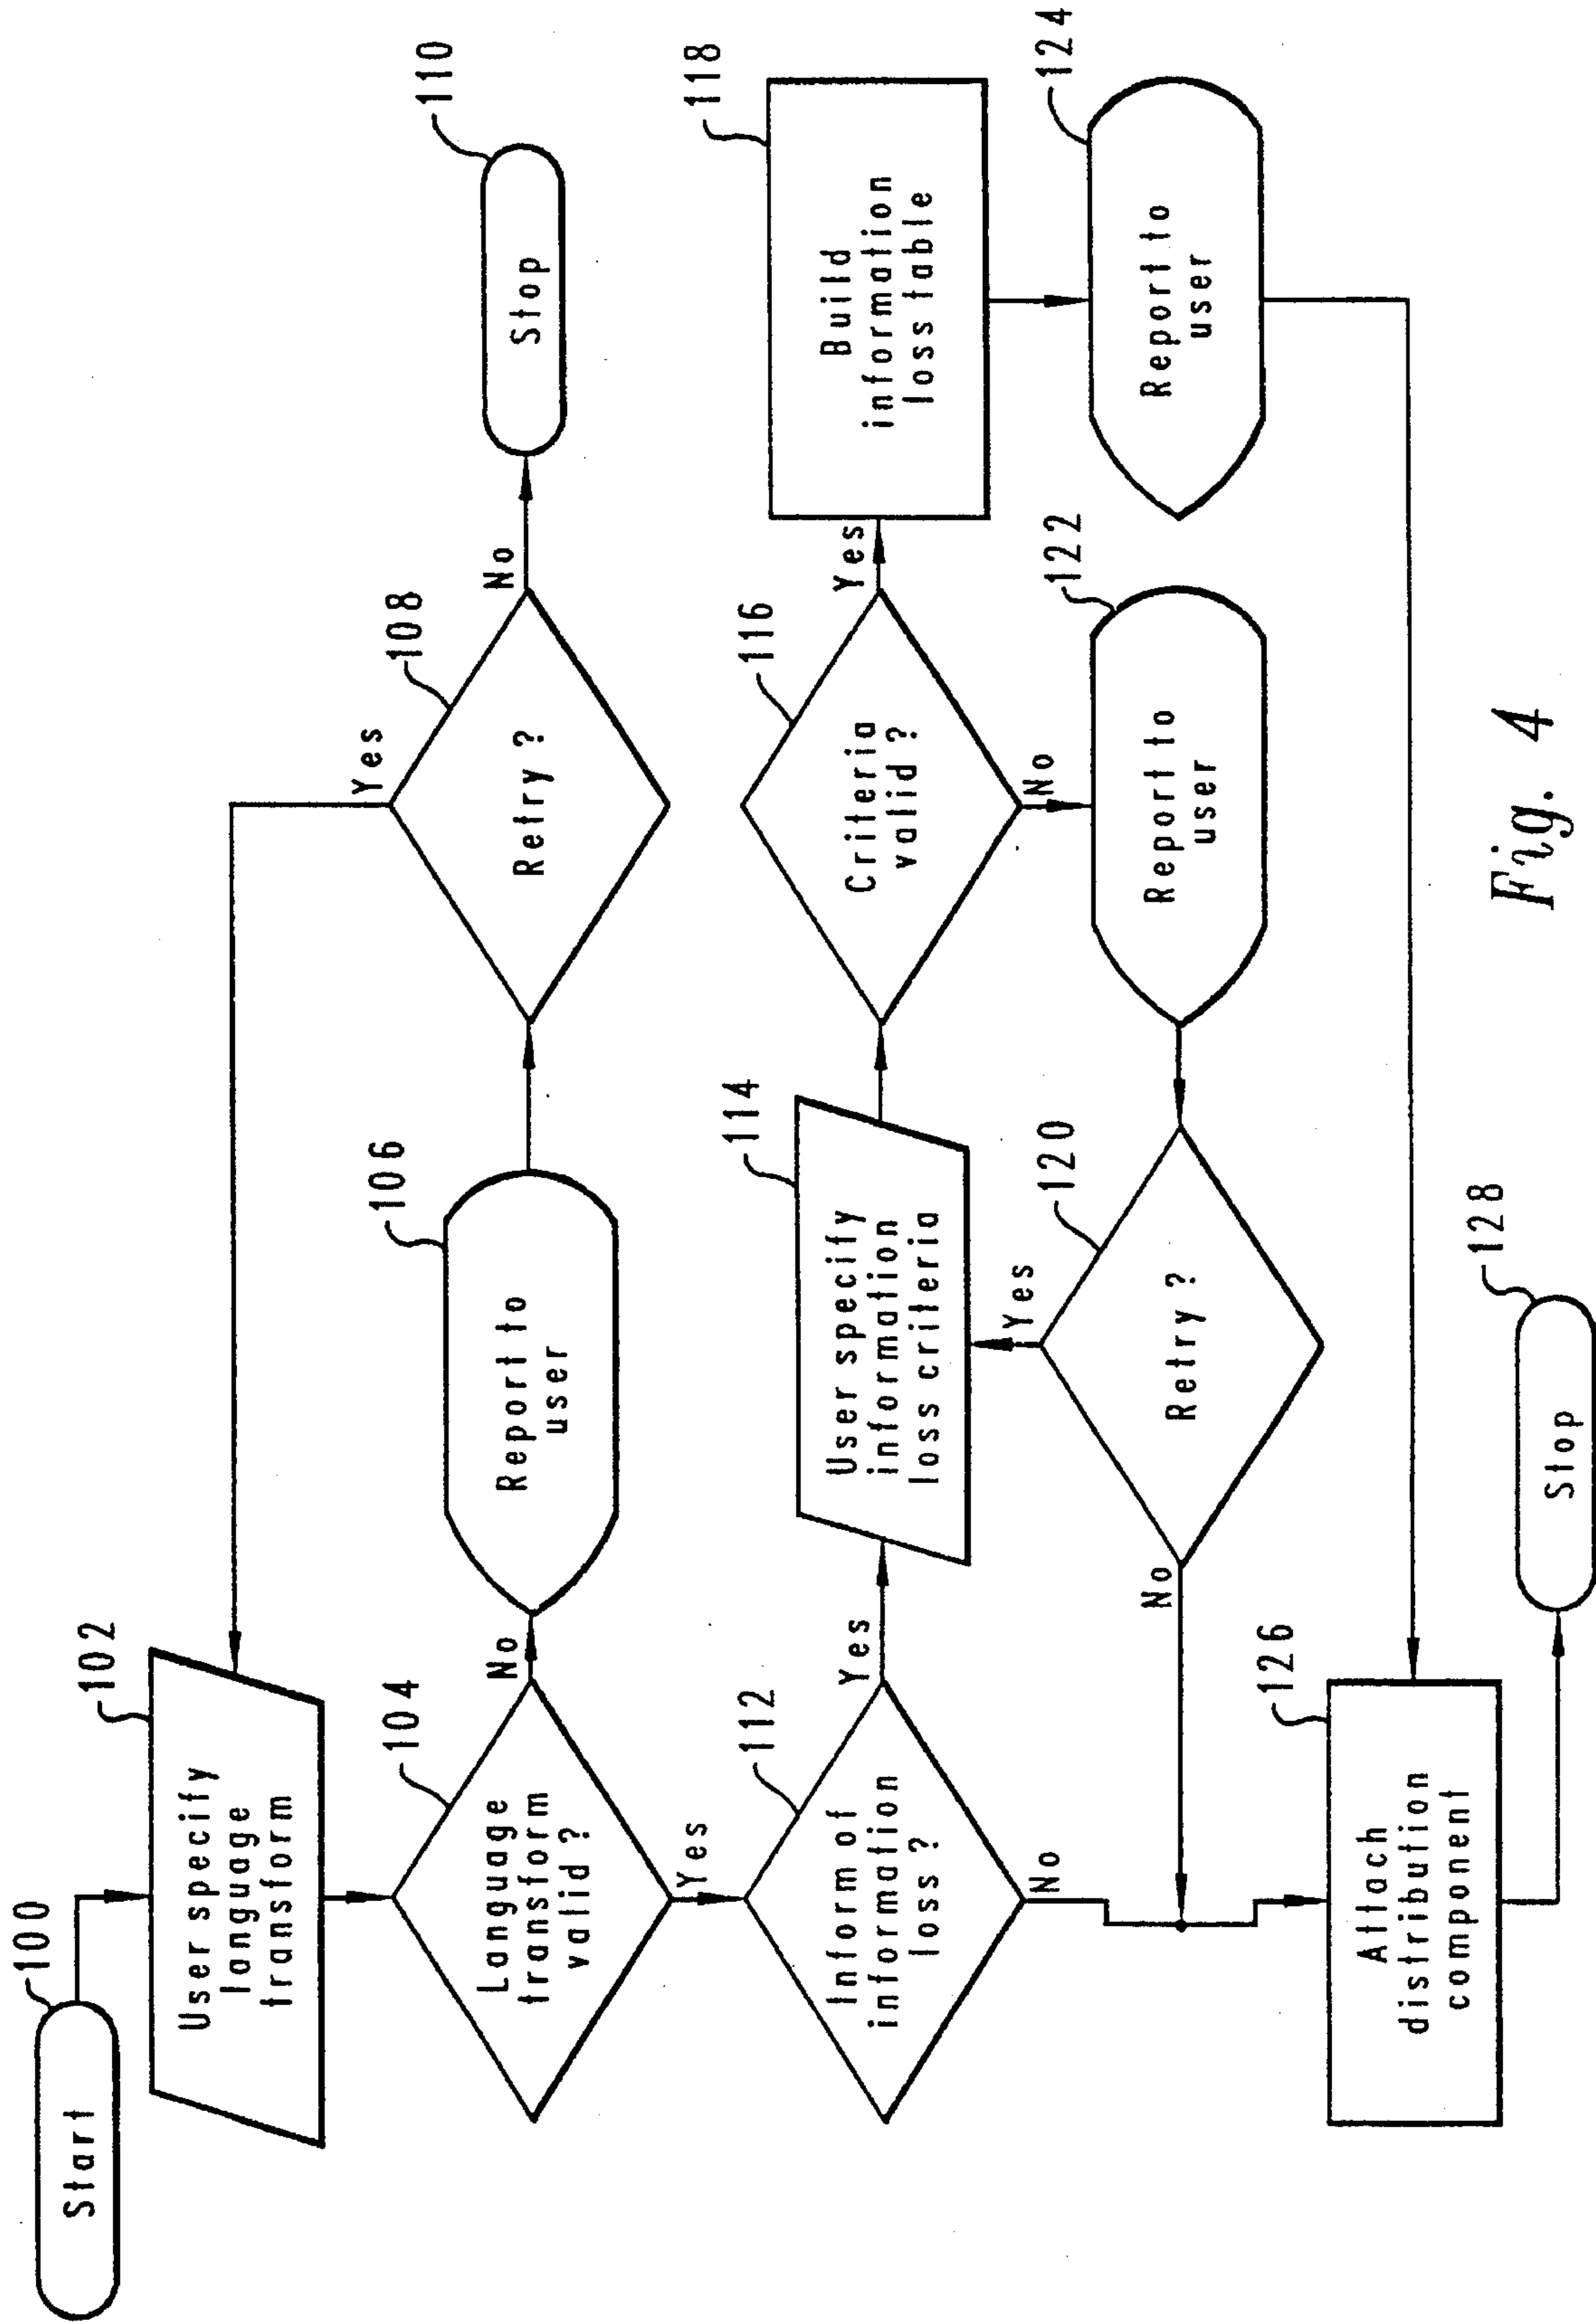 100
Start
102
User specify
language
transform
104
Language
transform
valid ?
No
Yes
106
Report to
user
108
Retry ?
Yes
No
110
Stop
112
Inform of
information
loss ?
Yes
No
114
User specify
information
loss criteria
116
Criteria
valid ?
Yes
No
118
Build
information
loss table
120
Retry ?
Yes
No
122
Report to
user
124
Report to
user
126
Attach
distribution
component
128
Stop
Fig. 4